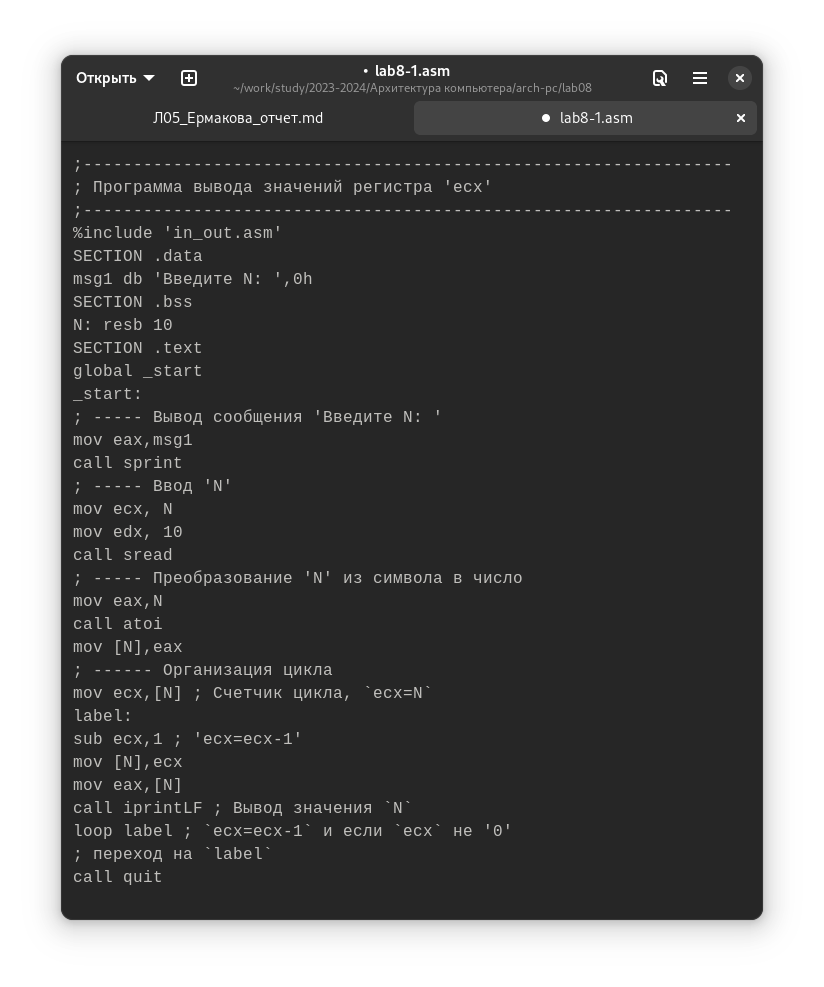 Открыть
• lab8-1.asm
~/work/study/2023-2024/Архитектура компьютера/arch-pc/lab08
Л05_Ермакова_отчет.md
● lab8-1.asm
;-----------------------------------------------------------------
; Программа вывода значений регистра 'ecx'
;-----------------------------------------------------------------
%include 'in_out.asm'
SECTION .data
msg1 db 'Введите N: ',0h
SECTION .bss
N: resb 10
SECTION .text
global _start
_start:
; ----- Вывод сообщения 'Введите N: '
mov eax,msg1
call sprint
; ----- Ввод 'N'
mov ecx, N
mov edx, 10
call sread
; ----- Преобразование 'N' из символа в число
mov eax,N
call atoi
mov [N],eax
; ------ Организация цикла
mov ecx,[N] ; Счетчик цикла, `ecx=N`
label:
sub ecx,1 ; 'ecx=ecx-1'
mov [N],ecx
mov eax,[N]
call iprintLF ; Вывод значения `N`
loop label ; `ecx=ecx-1` и если `ecx` не '0'
; переход на `label`
call quit